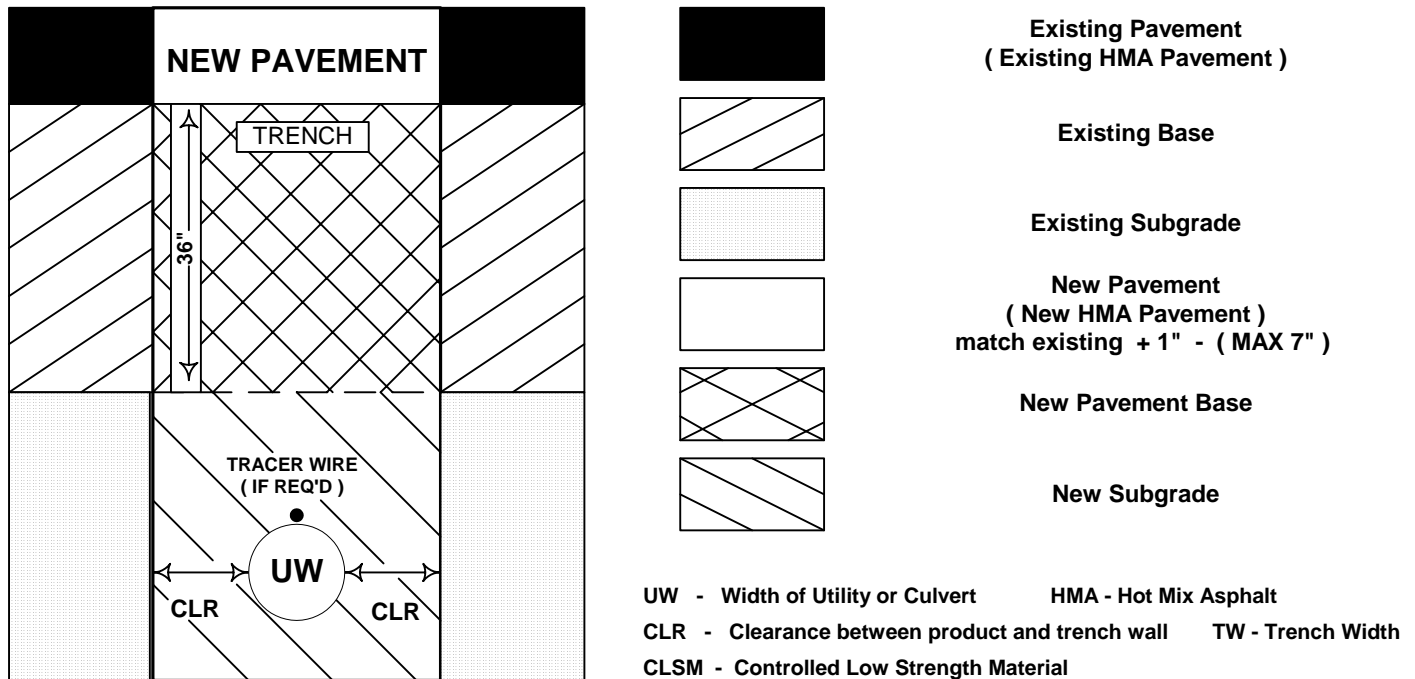 NEW PAVEMENT
TRENCH
36"
TRACER WIRE
( IF REQ'D )
UW
CLR
CLR
Existing Pavement
( Existing HMA Pavement )
Existing Base
Existing Subgrade
New Pavement
( New HMA Pavement )
match existing + 1" - ( MAX 7" )
New Pavement Base
New Subgrade
UW - Width of Utility or Culvert HMA - Hot Mix Asphalt
CLR - Clearance between product and trench wall TW - Trench Width
CLSM - Controlled Low Strength Material